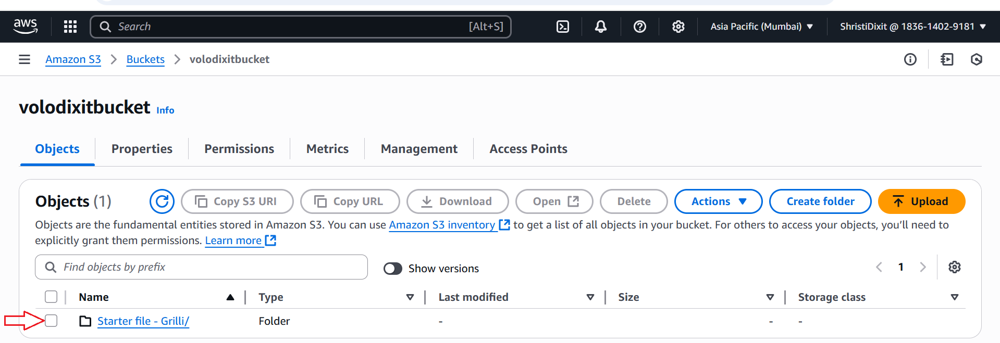 aws Search [Alt+S] Asia Pacific (Mumbai) ShristiDixit @ 1836-1402-9181
Amazon S3 Buckets volodixitbucket
volodixitbucket Info
Objects Properties Permissions Metrics Management Access Points
Objects (1) Copy S3 URI Copy URL Download Open Delete Actions Create folder Upload
Objects are the fundamental entities stored in Amazon S3. You can use Amazon S3 inventory to get a list of all objects in your bucket. For others to access your objects, you’ll need to
explicitly grant them permissions. Learn more
Find objects by prefix Show versions 1
Name Type Last modified Size Storage class
Starter file - Grilli/ Folder - - -